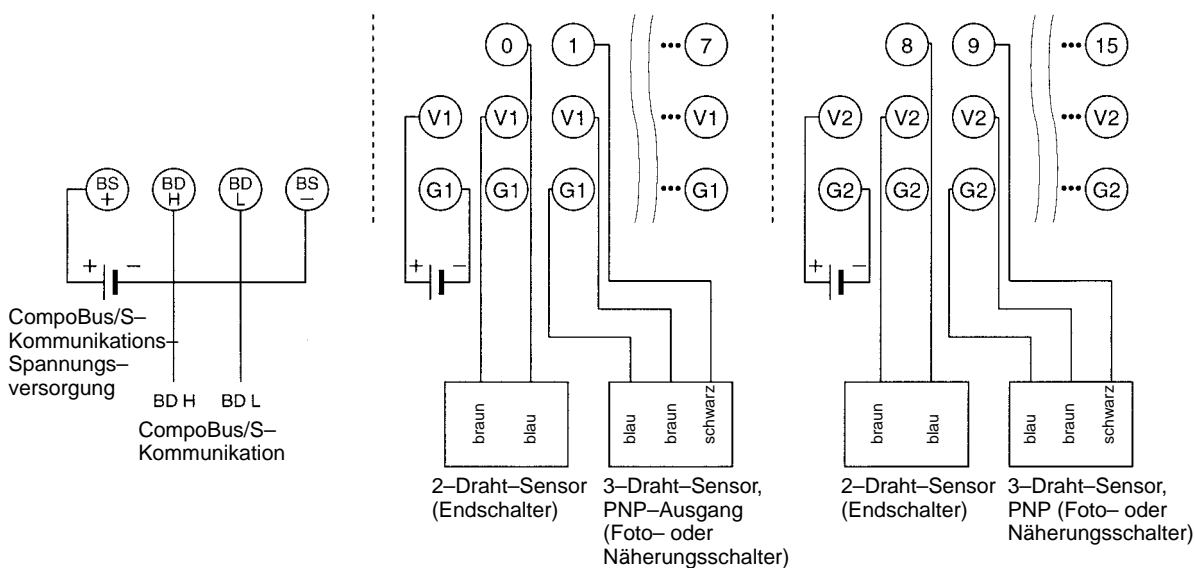 0 1 ••• 7
8 9 ••• 15
V1 V1 V1 ••• V1
V2 V2 V2 ••• V2
BS + BD H BD L BS −
G1 G1 G1 ••• G1
G2 G2 G2 ••• G2
+ −
+ −
+ −
CompoBus/S–
Kommunikations–
Spannungs–
versorgung
BD H BD L
CompoBus/S–
Kommunikation
braun blau
blau braun schwarz
braun blau
blau braun schwarz
2–Draht–Sensor
(Endschalter)
3–Draht–Sensor,
PNP–Ausgang
(Foto– oder
Näherungsschalter)
2–Draht–Sensor
(Endschalter)
3–Draht–Sensor,
PNP (Foto– oder
Näherungsschalter)